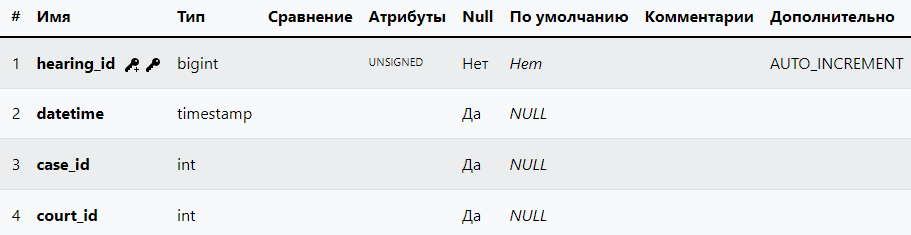 # Имя Тип Сравнение Атрибуты Null По умолчанию Комментарии Дополнительно
1 hearing_id bigint UNSIGNED Нет Нет AUTO_INCREMENT
2 datetime timestamp Да NULL
3 case_id int Да NULL
4 court_id int Да NULL